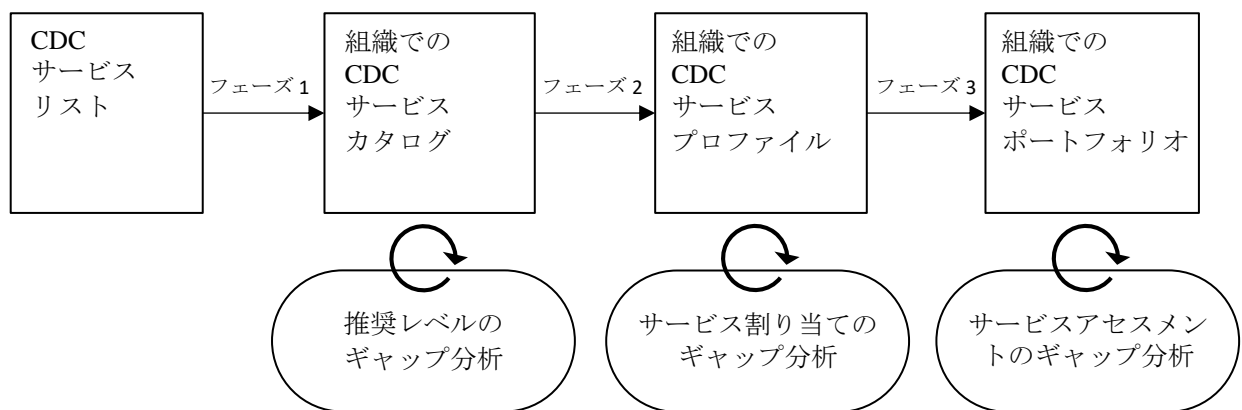 CDC
サービス
リスト
フェーズ 1
組織での
CDC
サービス
カタログ
フェーズ 2
組織での
CDC
サービス
プロファイル
フェーズ 3
組織での
CDC
サービス
ポートフォリオ
推奨レベルの
ギャップ分析
サービス割り当ての
ギャップ分析
サービスアセスメン
トのギャップ分析